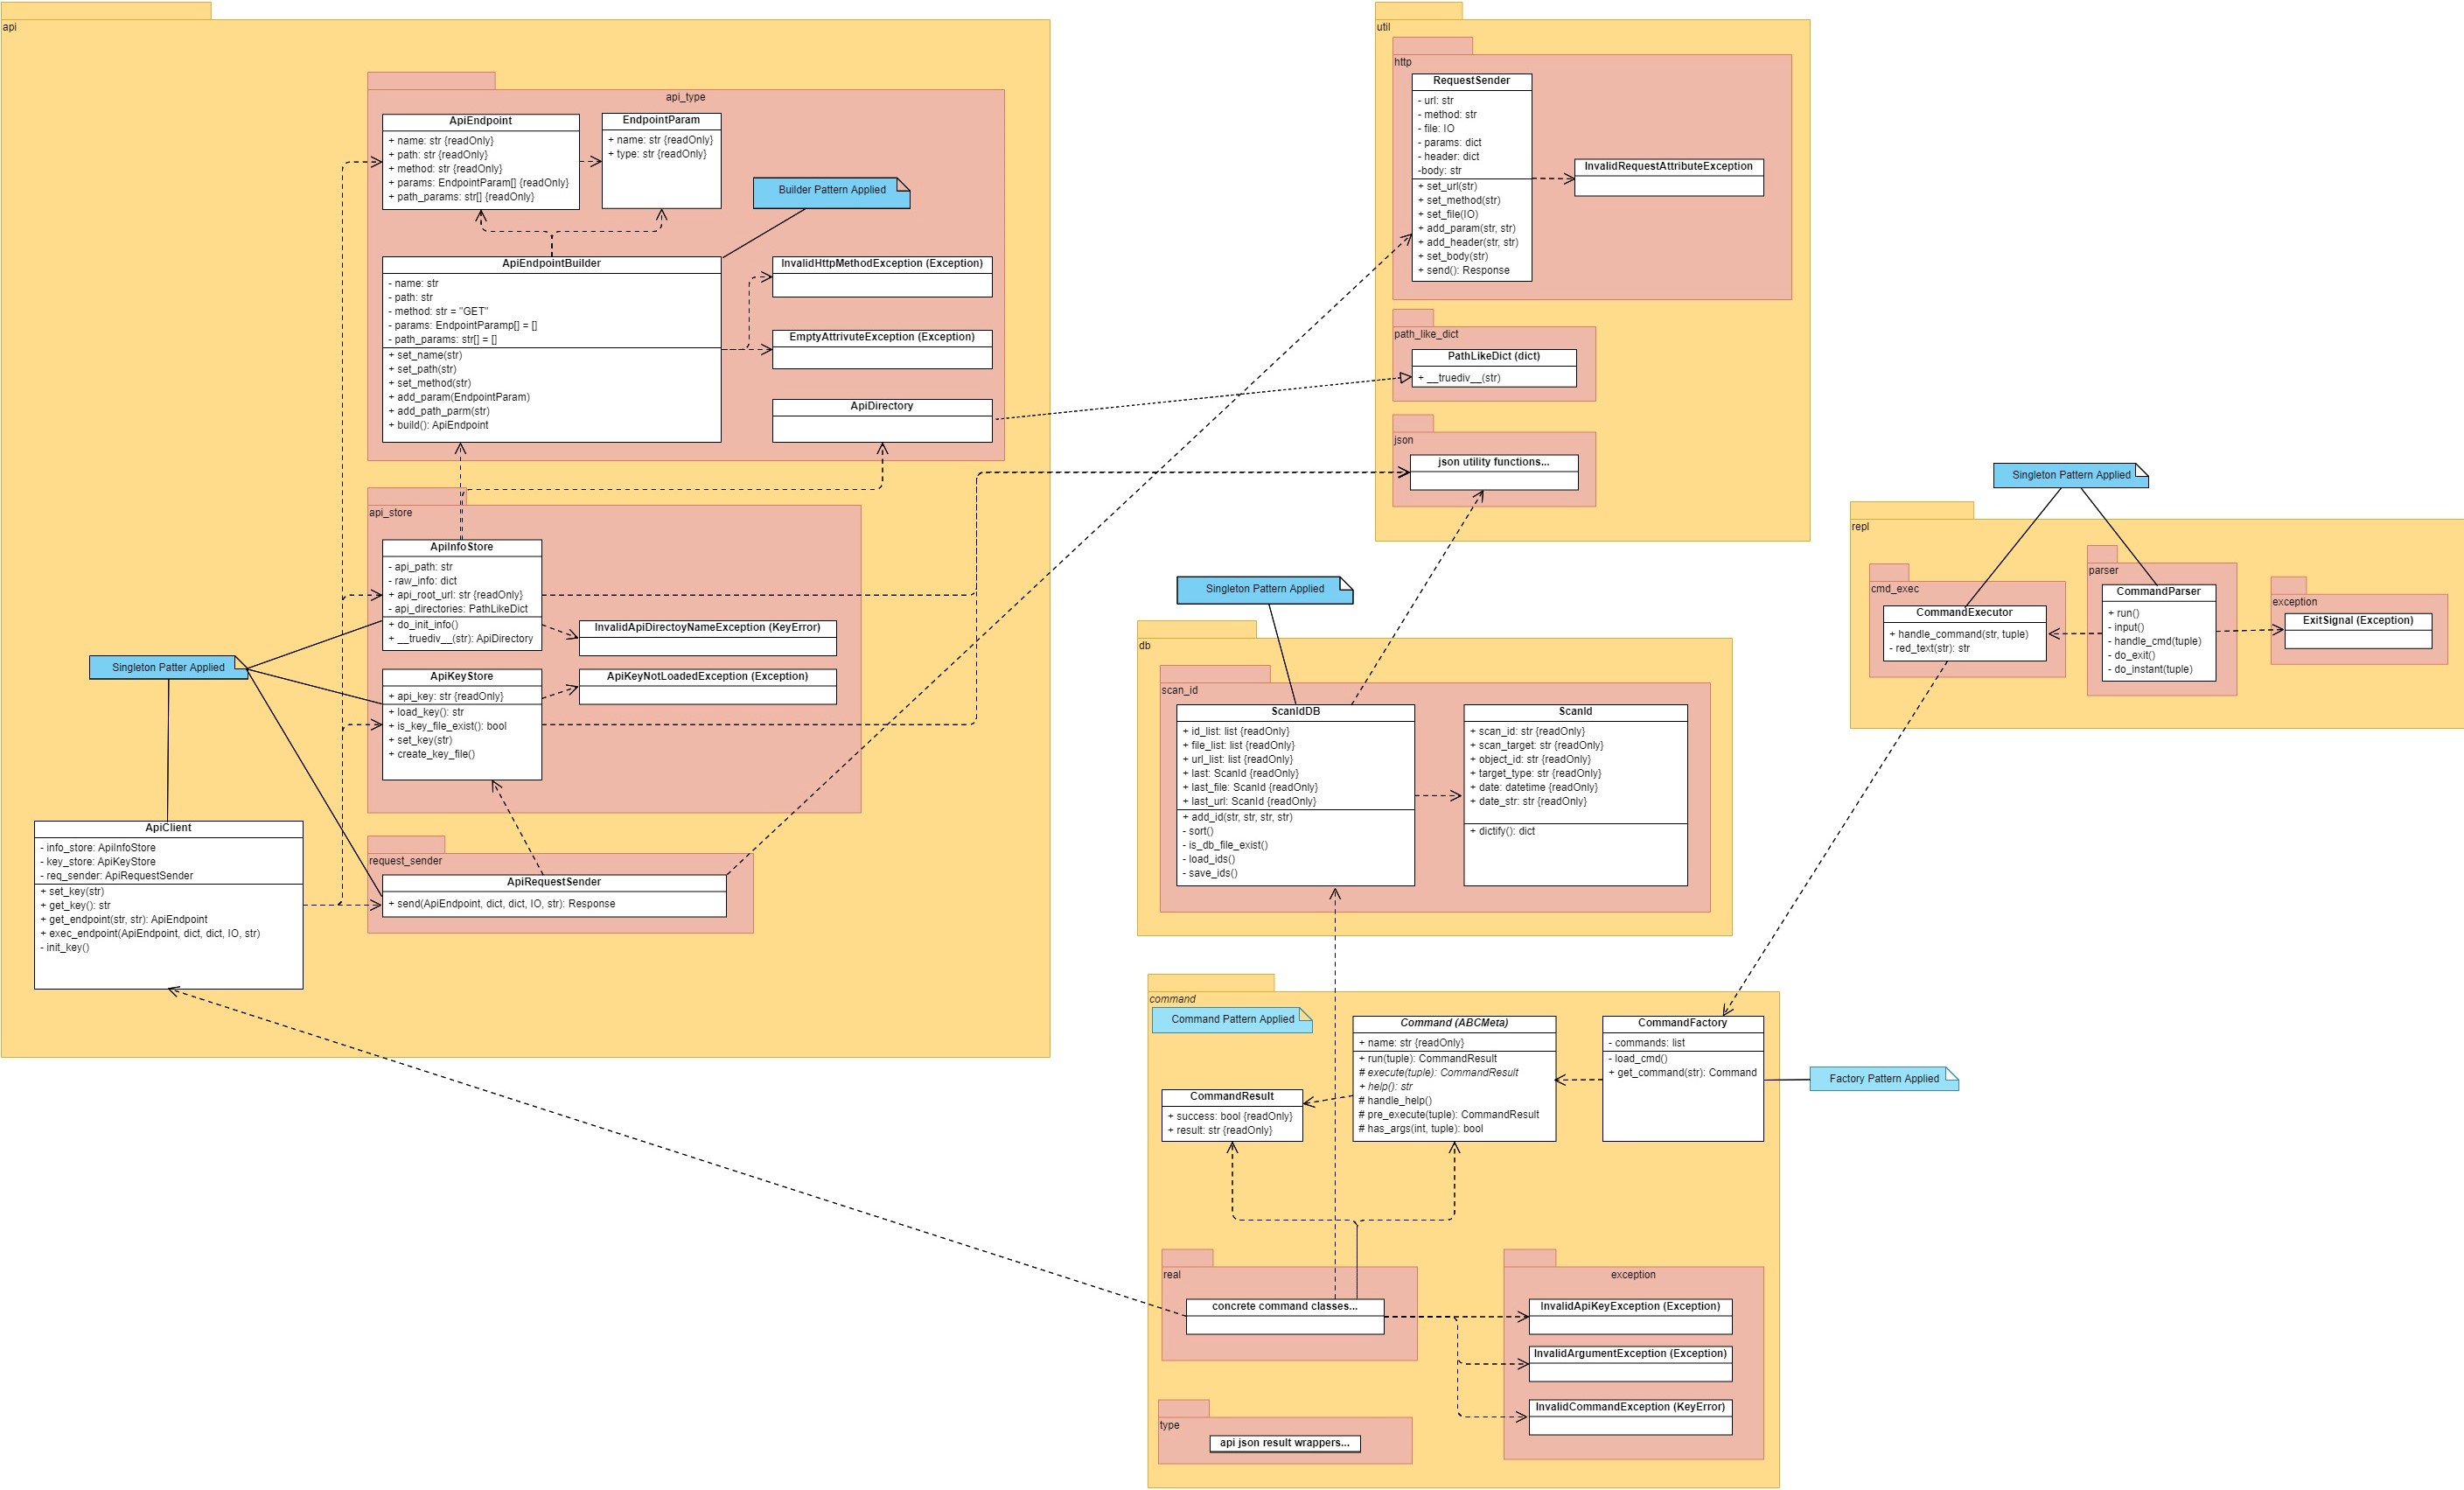 api
api_type
ApiEndpoint
+ name: str {readOnly}
+ path: str {readOnly}
+ method: str {readOnly}
+ params: EndpointParam[] {readOnly}
+ path_params: str[] {readOnly}
EndpointParam
+ name: str {readOnly}
+ type: str {readOnly}
Builder Pattern Applied
ApiEndpointBuilder
- name: str
- path: str
- method: str = "GET"
- params: EndpointParamp[] = []
- path_params: str[] = []
+ set_name(str)
+ set_path(str)
+ set_method(str)
+ add_param(EndpointParam)
+ add_path_parm(str)
+ build(): ApiEndpoint
InvalidHttpMethodException (Exception)
EmptyAttrivuteException (Exception)
ApiDirectory
api_store
ApiInfoStore
- api_path: str
- raw_info: dict
+ api_root_url: str {readOnly}
- api_directories: PathLikeDict
+ do_init_info()
+ __truediv__(str): ApiDirectory
InvalidApiDirectoyNameException (KeyError)
Singleton Patter Applied
ApiKeyStore
+ api_key: str {readOnly}
+ load_key(): str
+ is_key_file_exist(): bool
+ set_key(str)
+ create_key_file()
ApiKeyNotLoadedException (Exception)
ApiClient
- info_store: ApiInfoStore
- key_store: ApiKeyStore
- req_sender: ApiRequestSender
+ set_key(str)
+ get_key(): str
+ get_endpoint(str, str): ApiEndpoint
+ exec_endpoint(ApiEndpoint, dict, dict, IO, str)
- init_key()
request_sender
ApiRequestSender
+ send(ApiEndpoint, dict, dict, IO, str): Response
util
http
RequestSender
- url: str
- method: str
- file: IO
- params: dict
- header: dict
-body: str
+ set_url(str)
+ set_method(str)
+ set_file(IO)
+ add_param(str, str)
+ add_header(str, str)
+ set_body(str)
+ send(): Response
InvalidRequestAttributeException
path_like_dict
PathLikeDict (dict)
+ __truediv__(str)
json
json utility functions...
Singleton Pattern Applied
repl
cmd_exec
CommandExecutor
+ handle_command(str, tuple)
- red_text(str): str
parser
CommandParser
+ run()
- input()
- handle_cmd(tuple)
- do_exit()
- do_instant(tuple)
exception
ExitSignal (Exception)
Singleton Pattern Applied
db
scan_id
ScanIdDB
+ id_list: list {readOnly}
+ file_list: list {readOnly}
+ url_list: list {readOnly}
+ last: ScanId {readOnly}
+ last_file: ScanId {readOnly}
+ last_url: ScanId {readOnly}
+ add_id(str, str, str, str)
- sort()
- is_db_file_exist()
- load_ids()
- save_ids()
ScanId
+ scan_id: str {readOnly}
+ scan_target: str {readOnly}
+ object_id: str {readOnly}
+ target_type: str {readOnly}
+ date: datetime {readOnly}
+ date_str: str {readOnly}
+ dictify(): dict
command
Command Pattern Applied
Command (ABCMeta)
+ name: str {readOnly}
+ run(tuple): CommandResult
# execute(tuple): CommandResult
+ help(): str
# handle_help()
# pre_execute(tuple): CommandResult
# has_args(int, tuple): bool
CommandFactory
- commands: list
- load_cmd()
+ get_command(str): Command
Factory Pattern Applied
CommandResult
+ success: bool {readOnly}
+ result: str {readOnly}
real
concrete command classes...
exception
InvalidApiKeyException (Exception)
InvalidArgumentException (Exception)
InvalidCommandException (KeyError)
type
api json result wrappers...